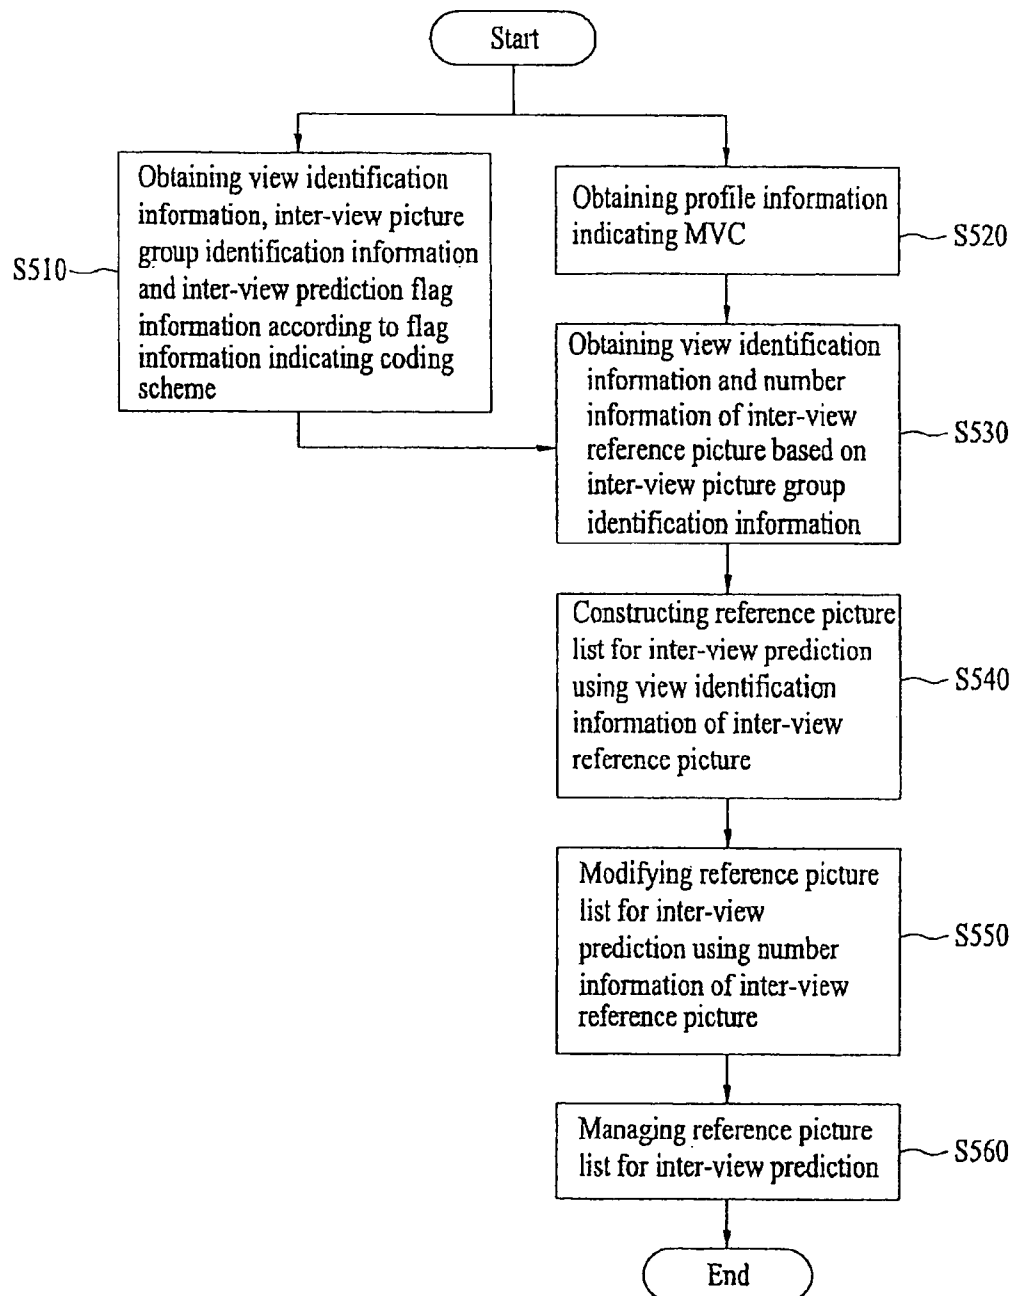 Start
Obtaining view identification
information, inter-view picture
group identification information
and inter-view prediction flag
information according to flag
information indicating coding
scheme
S510
Obtaining profile information
indicating MVC
S520
Obtaining view identification
information and number
information of inter-view
reference picture based on
inter-view picture group
identification information
S530
Constructing reference picture
list for inter-view prediction
using view identification
information of inter-view
reference picture
S540
Modifying reference picture
list for inter-view
prediction using number
information of inter-view
reference picture
S550
Managing reference picture
list for inter-view prediction
S560
End